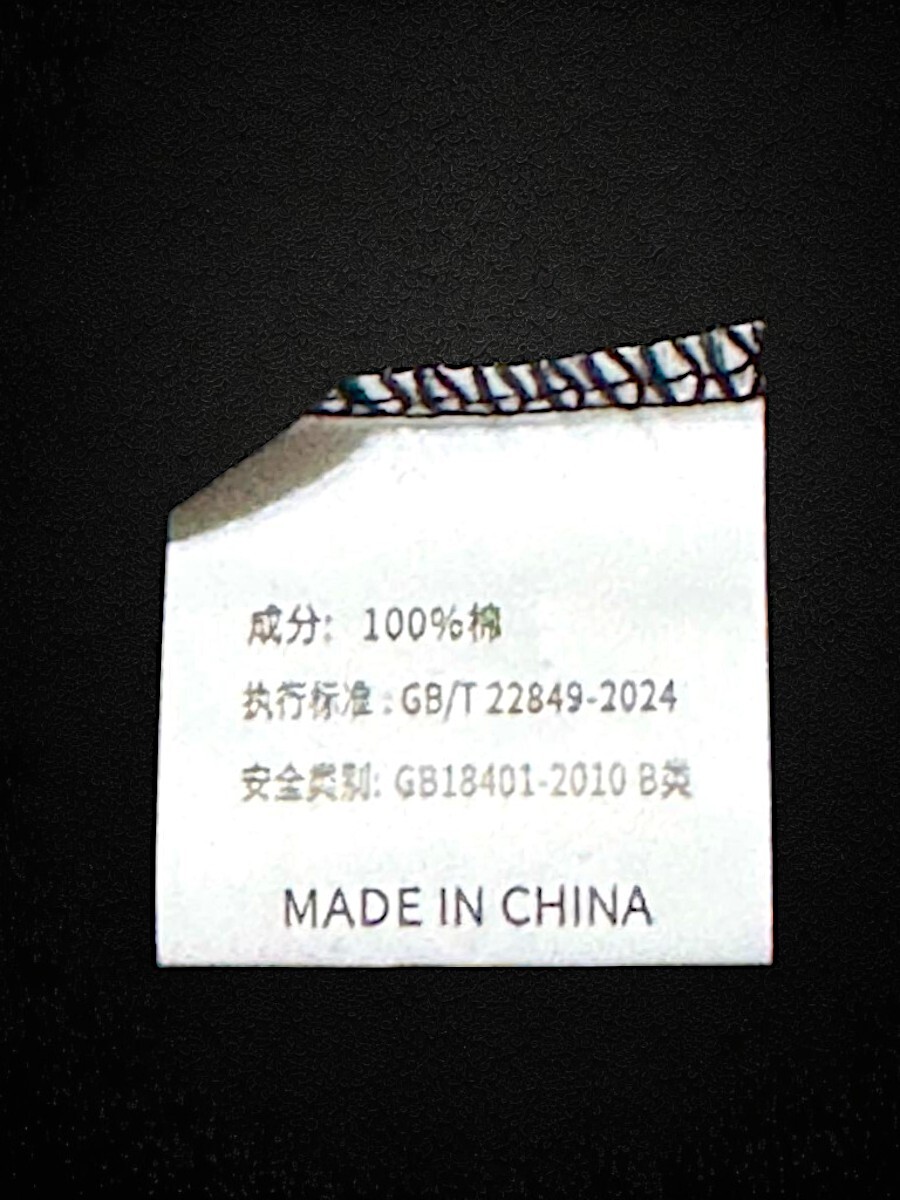 成分: 100%棉
执行标准 : GB/T 22849-2024
安全类别: GB18401-2010 B类
MADE IN CHINA